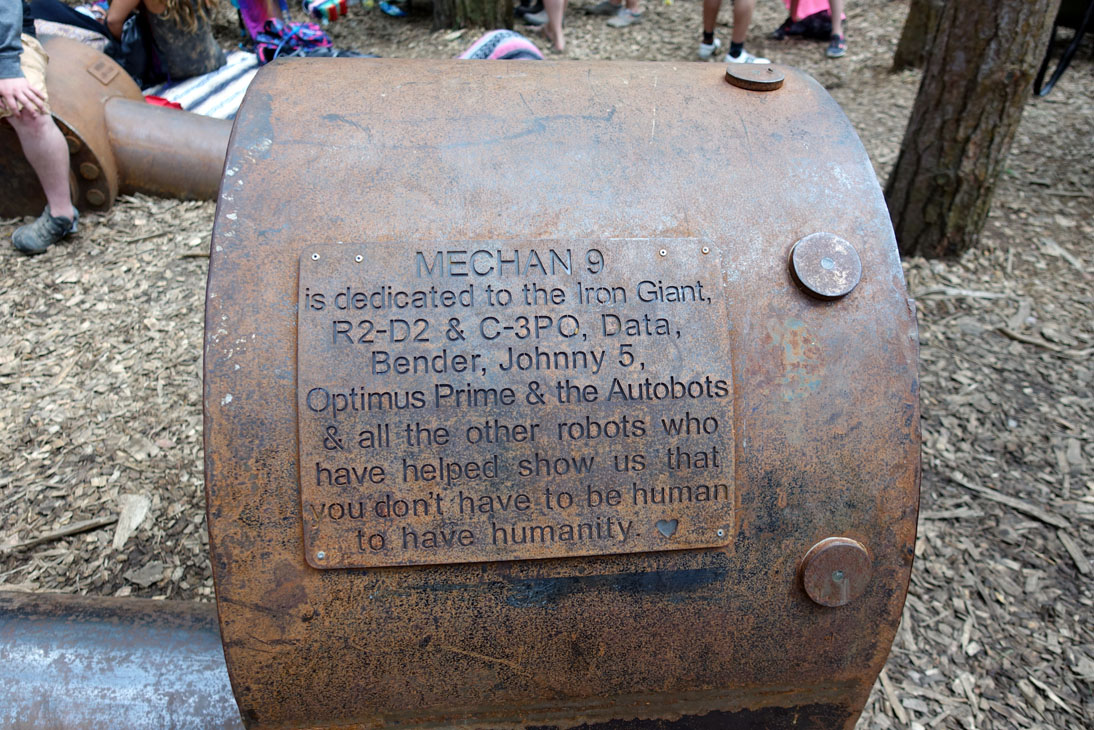 MECHAN 9
is dedicated to the Iron Giant,
R2-D2 & C-3PO, Data,
Bender, Johnny 5,
Optimus Prime & the Autobots
& all the other robots who
have helped show us that
you don't have to be human
to have humanity.